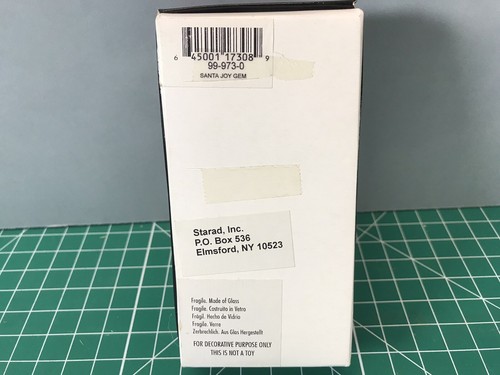 6 45001 17308 9
99-973-0
SANTA JOY GEM
Starad, Inc.
P.O. Box 536
Elmsford, NY 10523
Fragile. Made of Glass
Fragile. Costruito in Vetro
Frágil. Hecho de Vidrio
Fragile. Verre
Zerbrechlich. Aus Glas Hergestellt
FOR DECORATIVE PURPOSE ONLY
THIS IS NOT A TOY